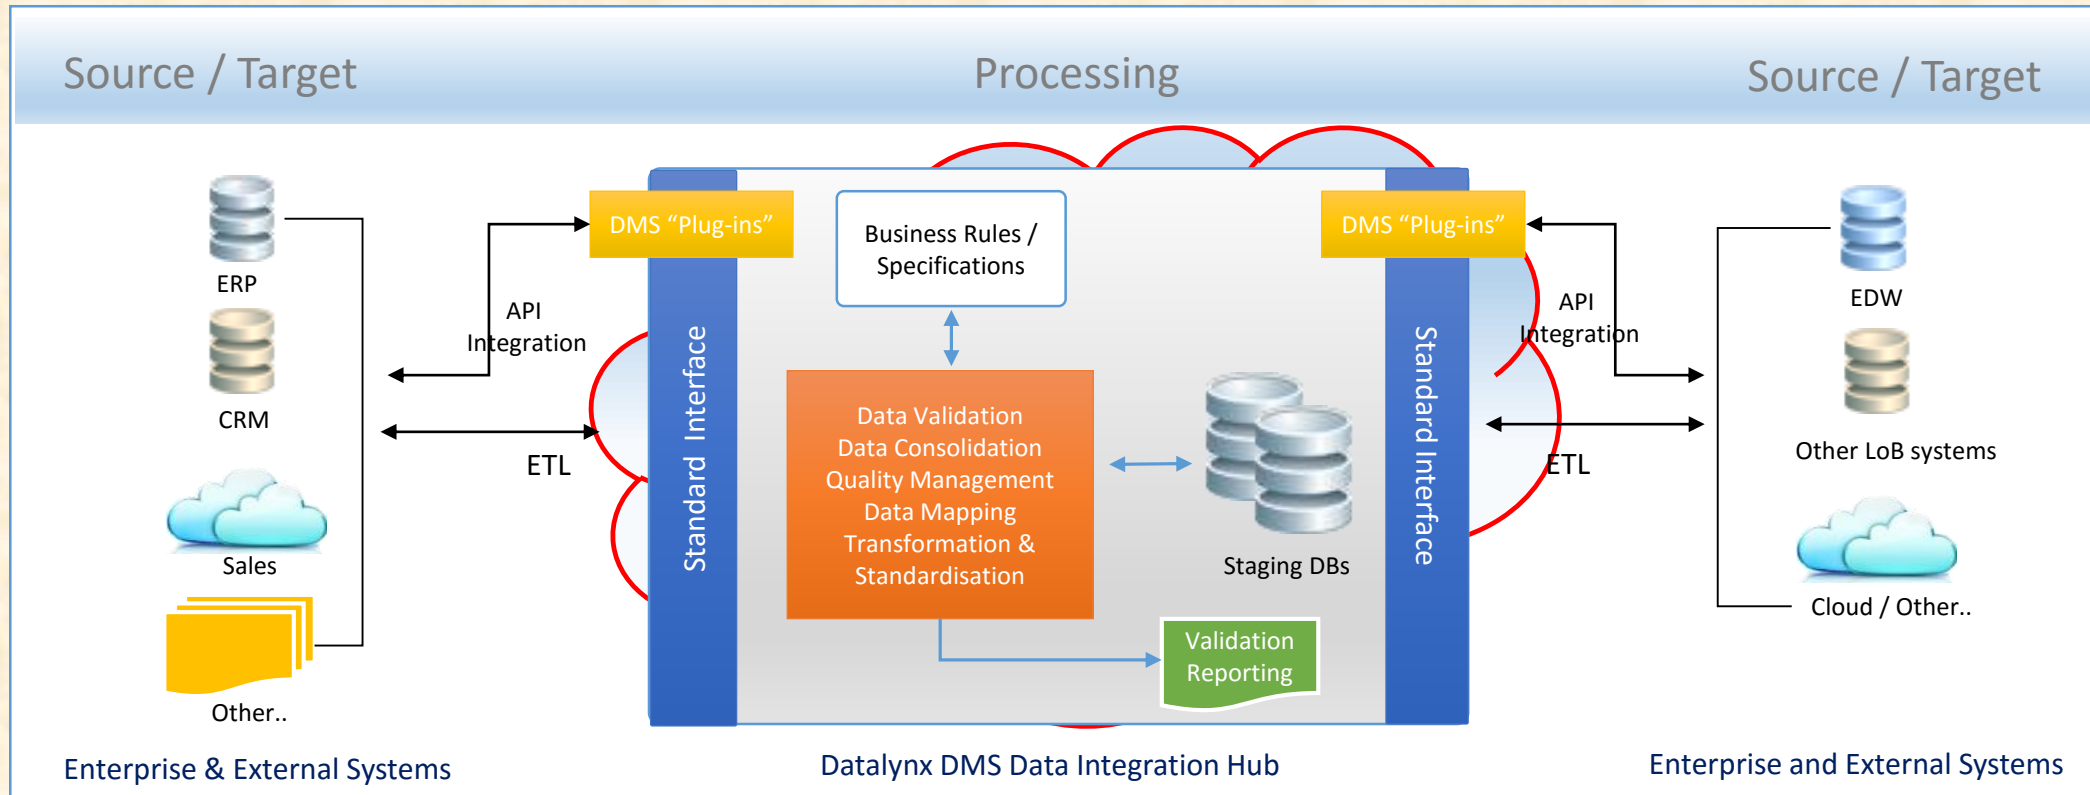 Source / Target
Processing
Source / Target
ERP
CRM
Sales
Other..
Enterprise & External Systems
API
Integration
ETL
DMS “Plug-ins”
Standard Interface
Business Rules /
Specifications
Data Validation
Data Consolidation
Quality Management
Data Mapping
Transformation &
Standardisation
Staging DBs
Validation
Reporting
Datalynx DMS Data Integration Hub
DMS “Plug-ins”
Standard Interface
API
Integration
ETL
EDW
Other LoB systems
Cloud / Other..
Enterprise and External Systems